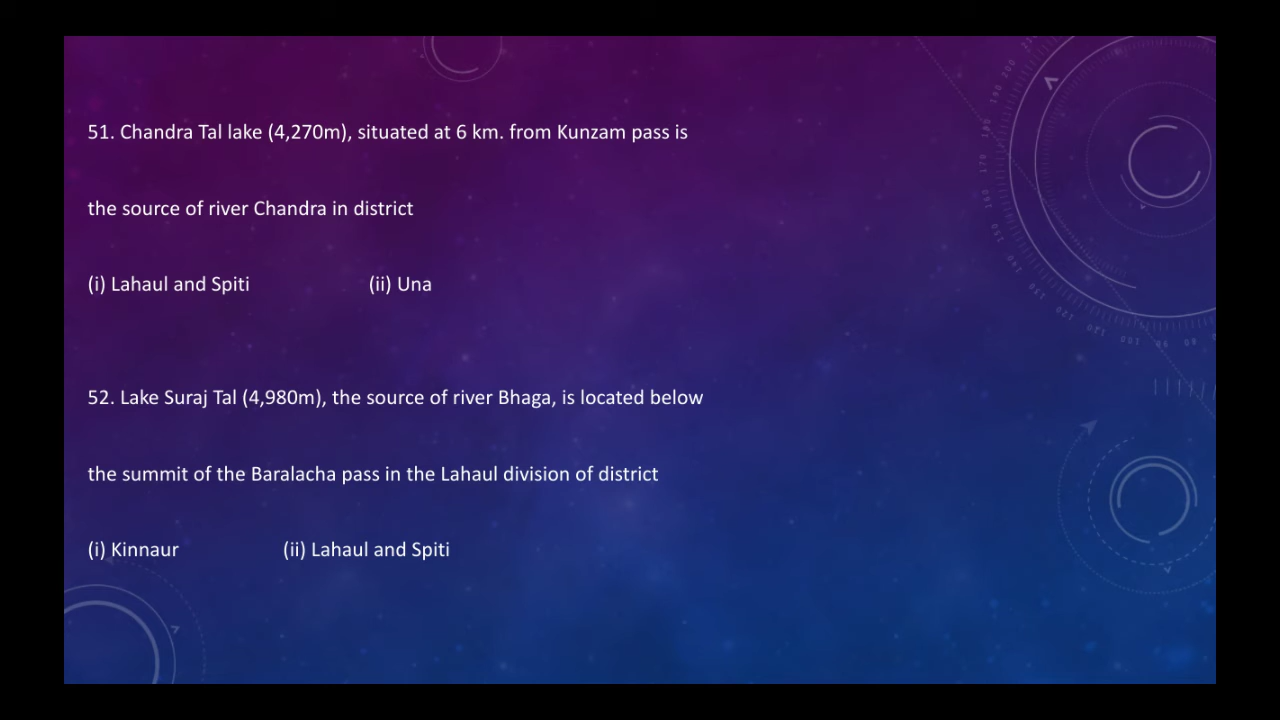 51. Chandra Tal lake (4,270m), situated at 6 km. from Kunzam pass is
the source of river Chandra in district
(i) Lahaul and Spiti (ii) Una
52. Lake Suraj Tal (4,980m), the source of river Bhaga, is located below
the summit of the Baralacha pass in the Lahaul division of district
(i) Kinnaur (ii) Lahaul and Spiti